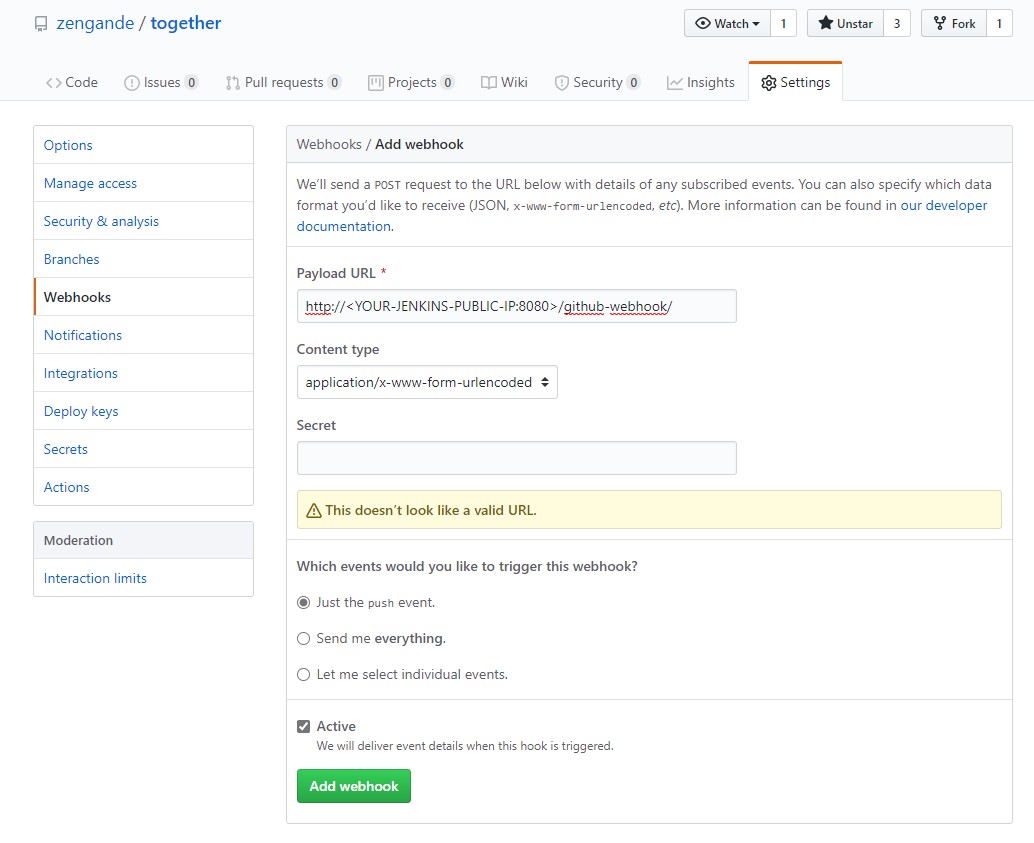 zengande / together
Watch 1 Unstar 3 Fork 1
Code Issues 0 Pull requests 0 Projects 0 Wiki Security 0 Insights Settings
Options
Manage access
Security & analysis
Branches
Webhooks
Notifications
Integrations
Deploy keys
Secrets
Actions
Moderation
Interaction limits
Webhooks / Add webhook
We’ll send a POST request to the URL below with details of any subscribed events. You can also specify which data
format you’d like to receive (JSON, x-www-form-urlencoded, etc). More information can be found in our developer
documentation.
Payload URL *
http://<YOUR-JENKINS-PUBLIC-IP:8080>/github-webhook/
Content type
application/x-www-form-urlencoded
Secret
This doesn’t look like a valid URL.
Which events would you like to trigger this webhook?
Just the push event.
Send me everything.
Let me select individual events.
Active
We will deliver event details when this hook is triggered.
Add webhook